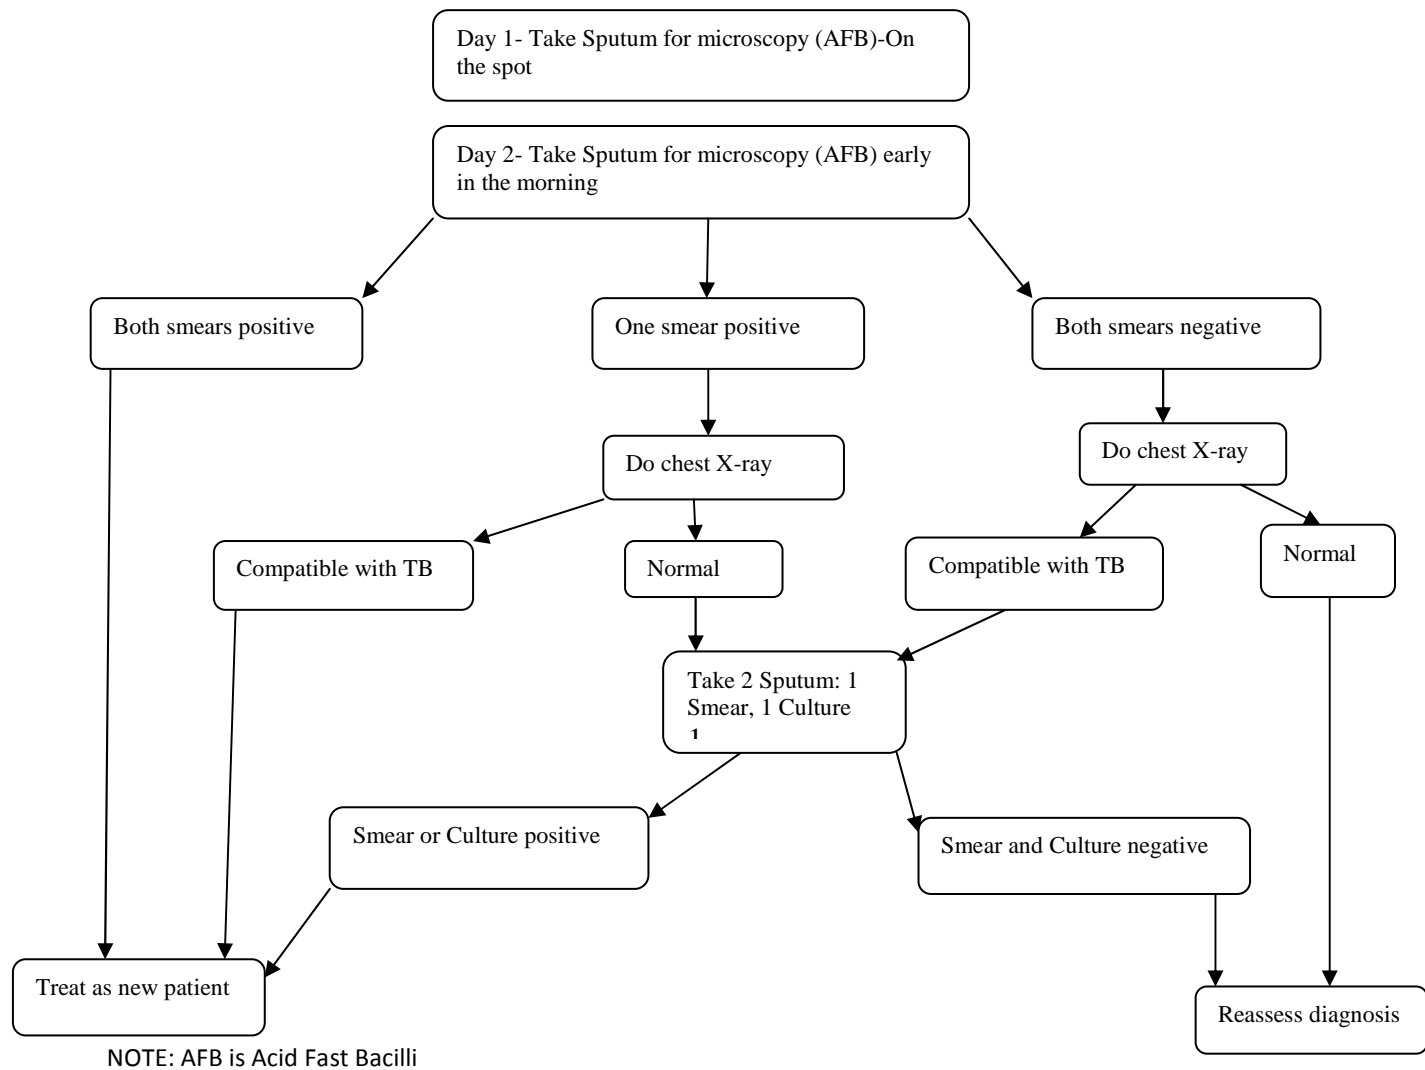 Day 1- Take Sputum for microscopy (AFB)-On
the spot
Day 2- Take Sputum for microscopy (AFB) early
in the morning
Both smears positive
One smear positive
Both smears negative
Do chest X-ray
Do chest X-ray
Compatible with TB
Normal
Compatible with TB
Normal
Take 2 Sputum: 1
Smear, 1 Culture
1
Smear or Culture positive
Smear and Culture negative
Treat as new patient
Reassess diagnosis
NOTE: AFB is Acid Fast Bacilli